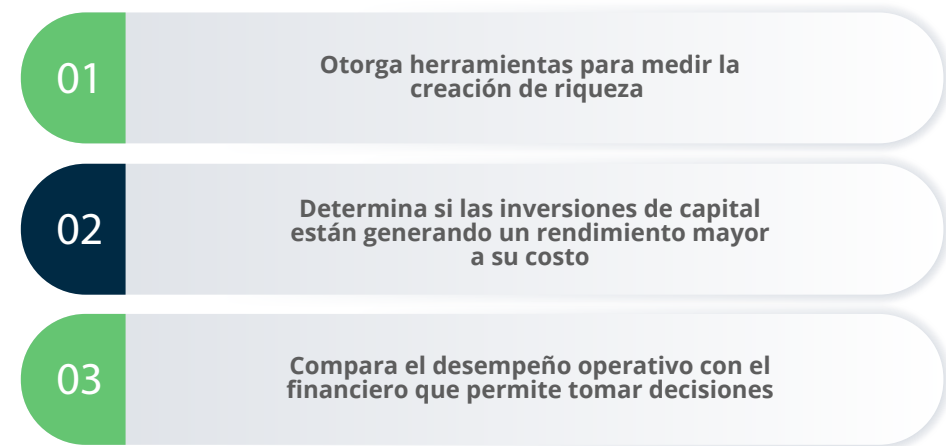 01
Otorga herramientas para medir la
creación de riqueza
02
Determina si las inversiones de capital
están generando un rendimiento mayor
a su costo
03
Compara el desempeño operativo con el
financiero que permite tomar decisiones